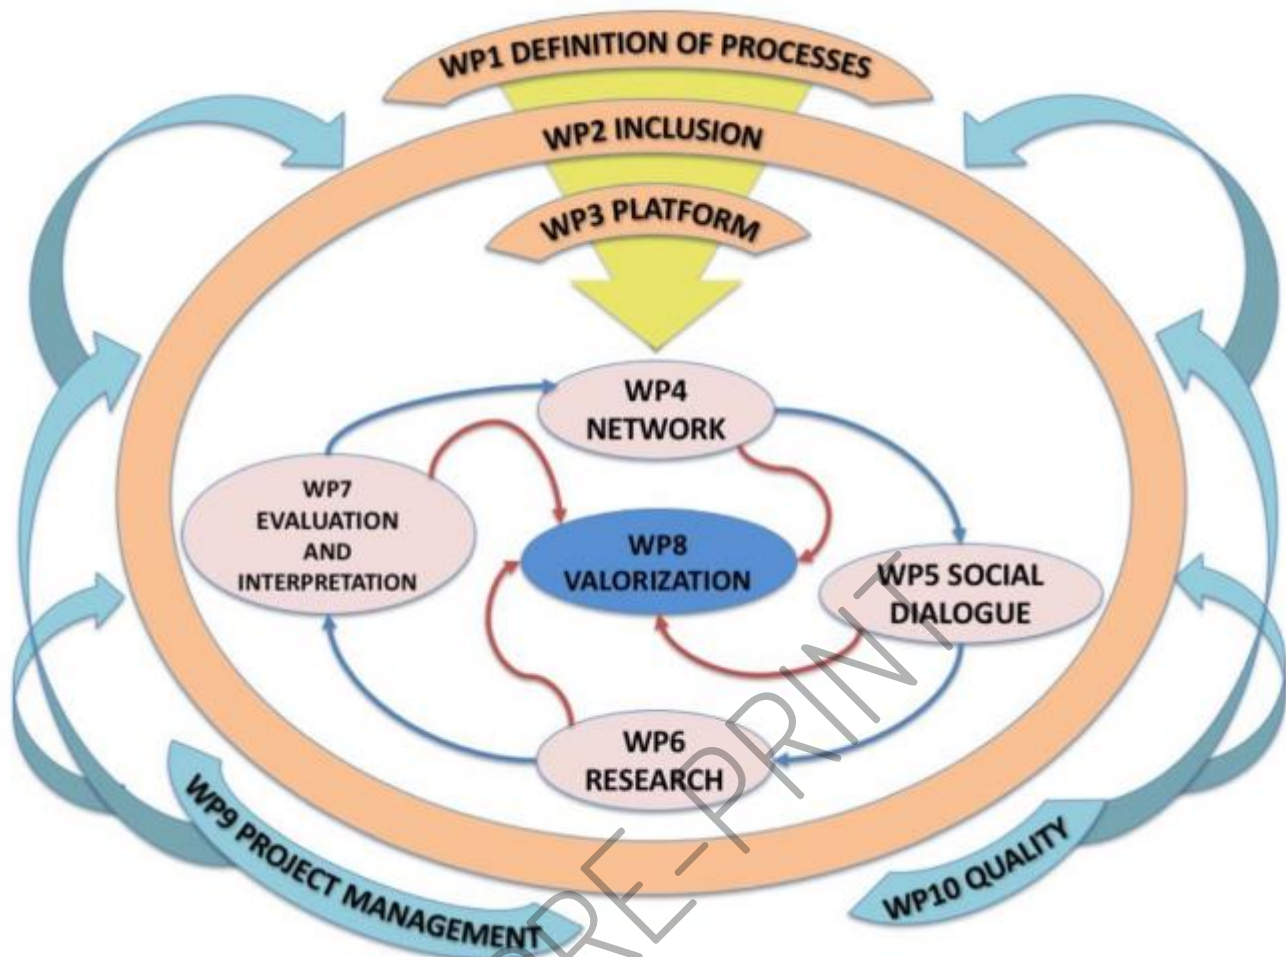 WP1 DEFINITION OF PROCESSES
WP2 INCLUSION
WP3 PLATFORM
WP4
NETWORK
WP7
EVALUATION
AND
INTERPRETATION
WP8
VALORIZATION
WP5 SOCIAL
DIALOGUE
WP6
RESEARCH
WP9 PROJECT MANAGEMENT
WP10 QUALITY
PRE-PRINT